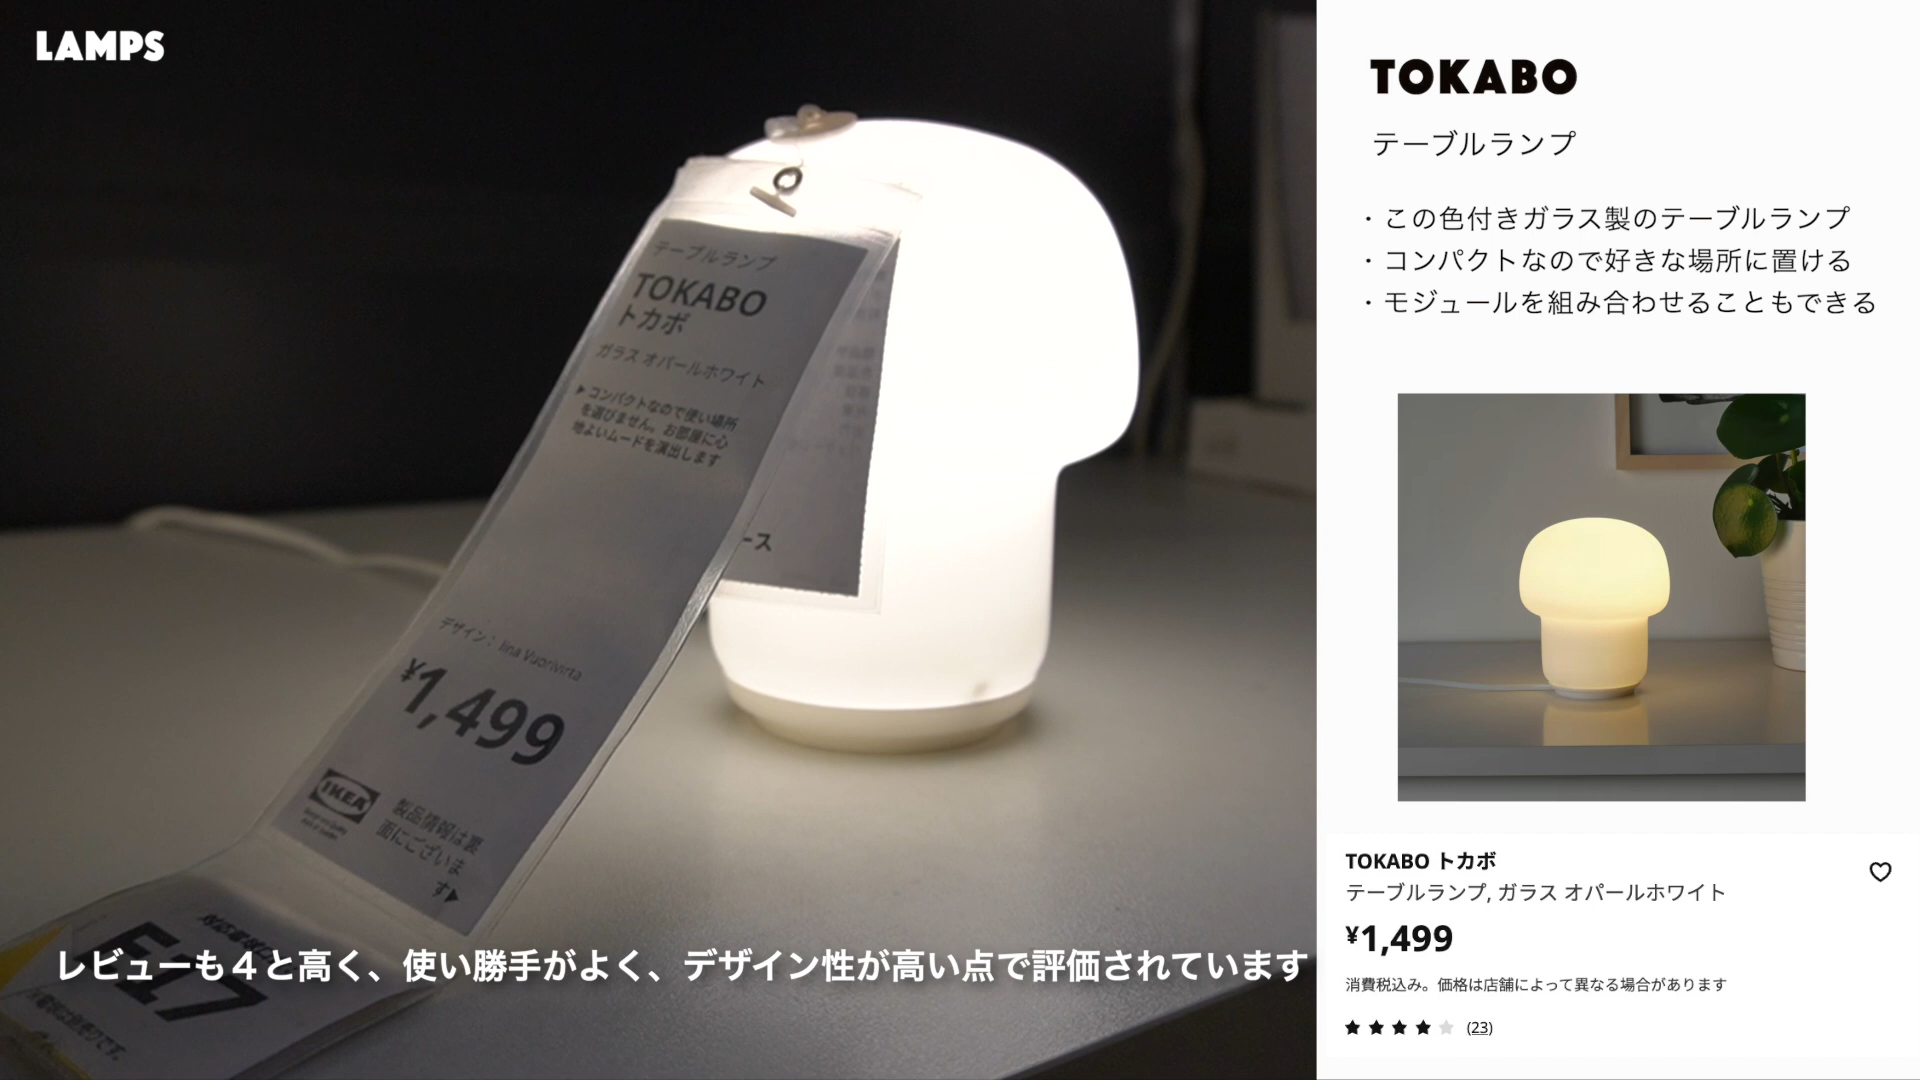 LAMPS
テーブルランプ
TOKABO
トカボ
ガラス オパールホワイト
▶コンパクトなので使い場所
を選びません。お部屋に心
地よいムードを演出します
ース
デザイン: Iina Vuorivirta
¥1,499
IKEA
製品情報は裏
面にございま
す▶
E17
レビューも４と高く、使い勝手がよく、デザイン性が高い点で評価されています
TOKABO
テーブルランプ
・この色付きガラス製のテーブルランプ
・コンパクトなので好きな場所に置ける
・モジュールを組み合わせることもできる
TOKABO トカボ
テーブルランプ, ガラス オパールホワイト
¥1,499
消費税込み。価格は店舗によって異なる場合があります
(23)